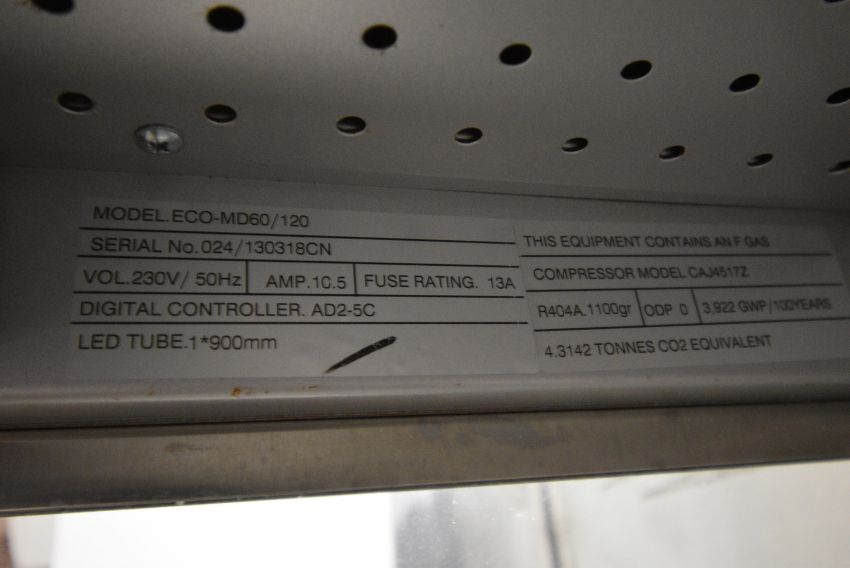 MODEL.ECO-MD60/120
SERIAL No.024/130318CN
VOL.230V/ 50Hz AMP.10.5 FUSE RATING. 13A
DIGITAL CONTROLLER. AD2-5C
LED TUBE.1*900mm
THIS EQUIPMENT CONTAINS AN F GAS
COMPRESSOR MODEL CAJ4517Z
R404A.1100gr ODP 0 3,922 GWP/100YEARS
4.3142 TONNES CO2 EQUIVALENT